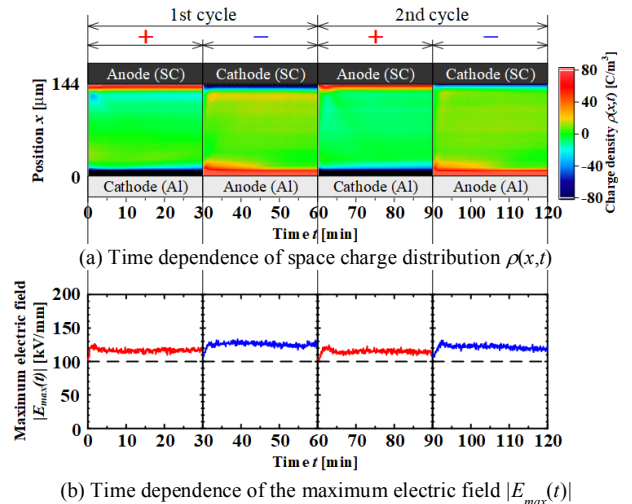 1st cycle 2nd cycle
+ − + −
Anode (SC) Cathode (SC) Anode (SC) Cathode (SC)
144
0
Position x [μm]
Cathode (Al) Anode (Al) Cathode (Al) Anode (Al)
0 10 20 30 40 50 60 70 80 90 100 110 120
Time t [min]
80
40
0
-40
-80
Charge density ρ(x,t) [C/m³]
(a) Time dependence of space charge distribution ρ(x,t)
Maximum electric field
|Emax(t)| [kV/mm]
200
150
100
50
0
0 10 20 30 40 50 60 70 80 90 100 110 120
Time t [min]
(b) Time dependence of the maximum electric field |Emax(t)|